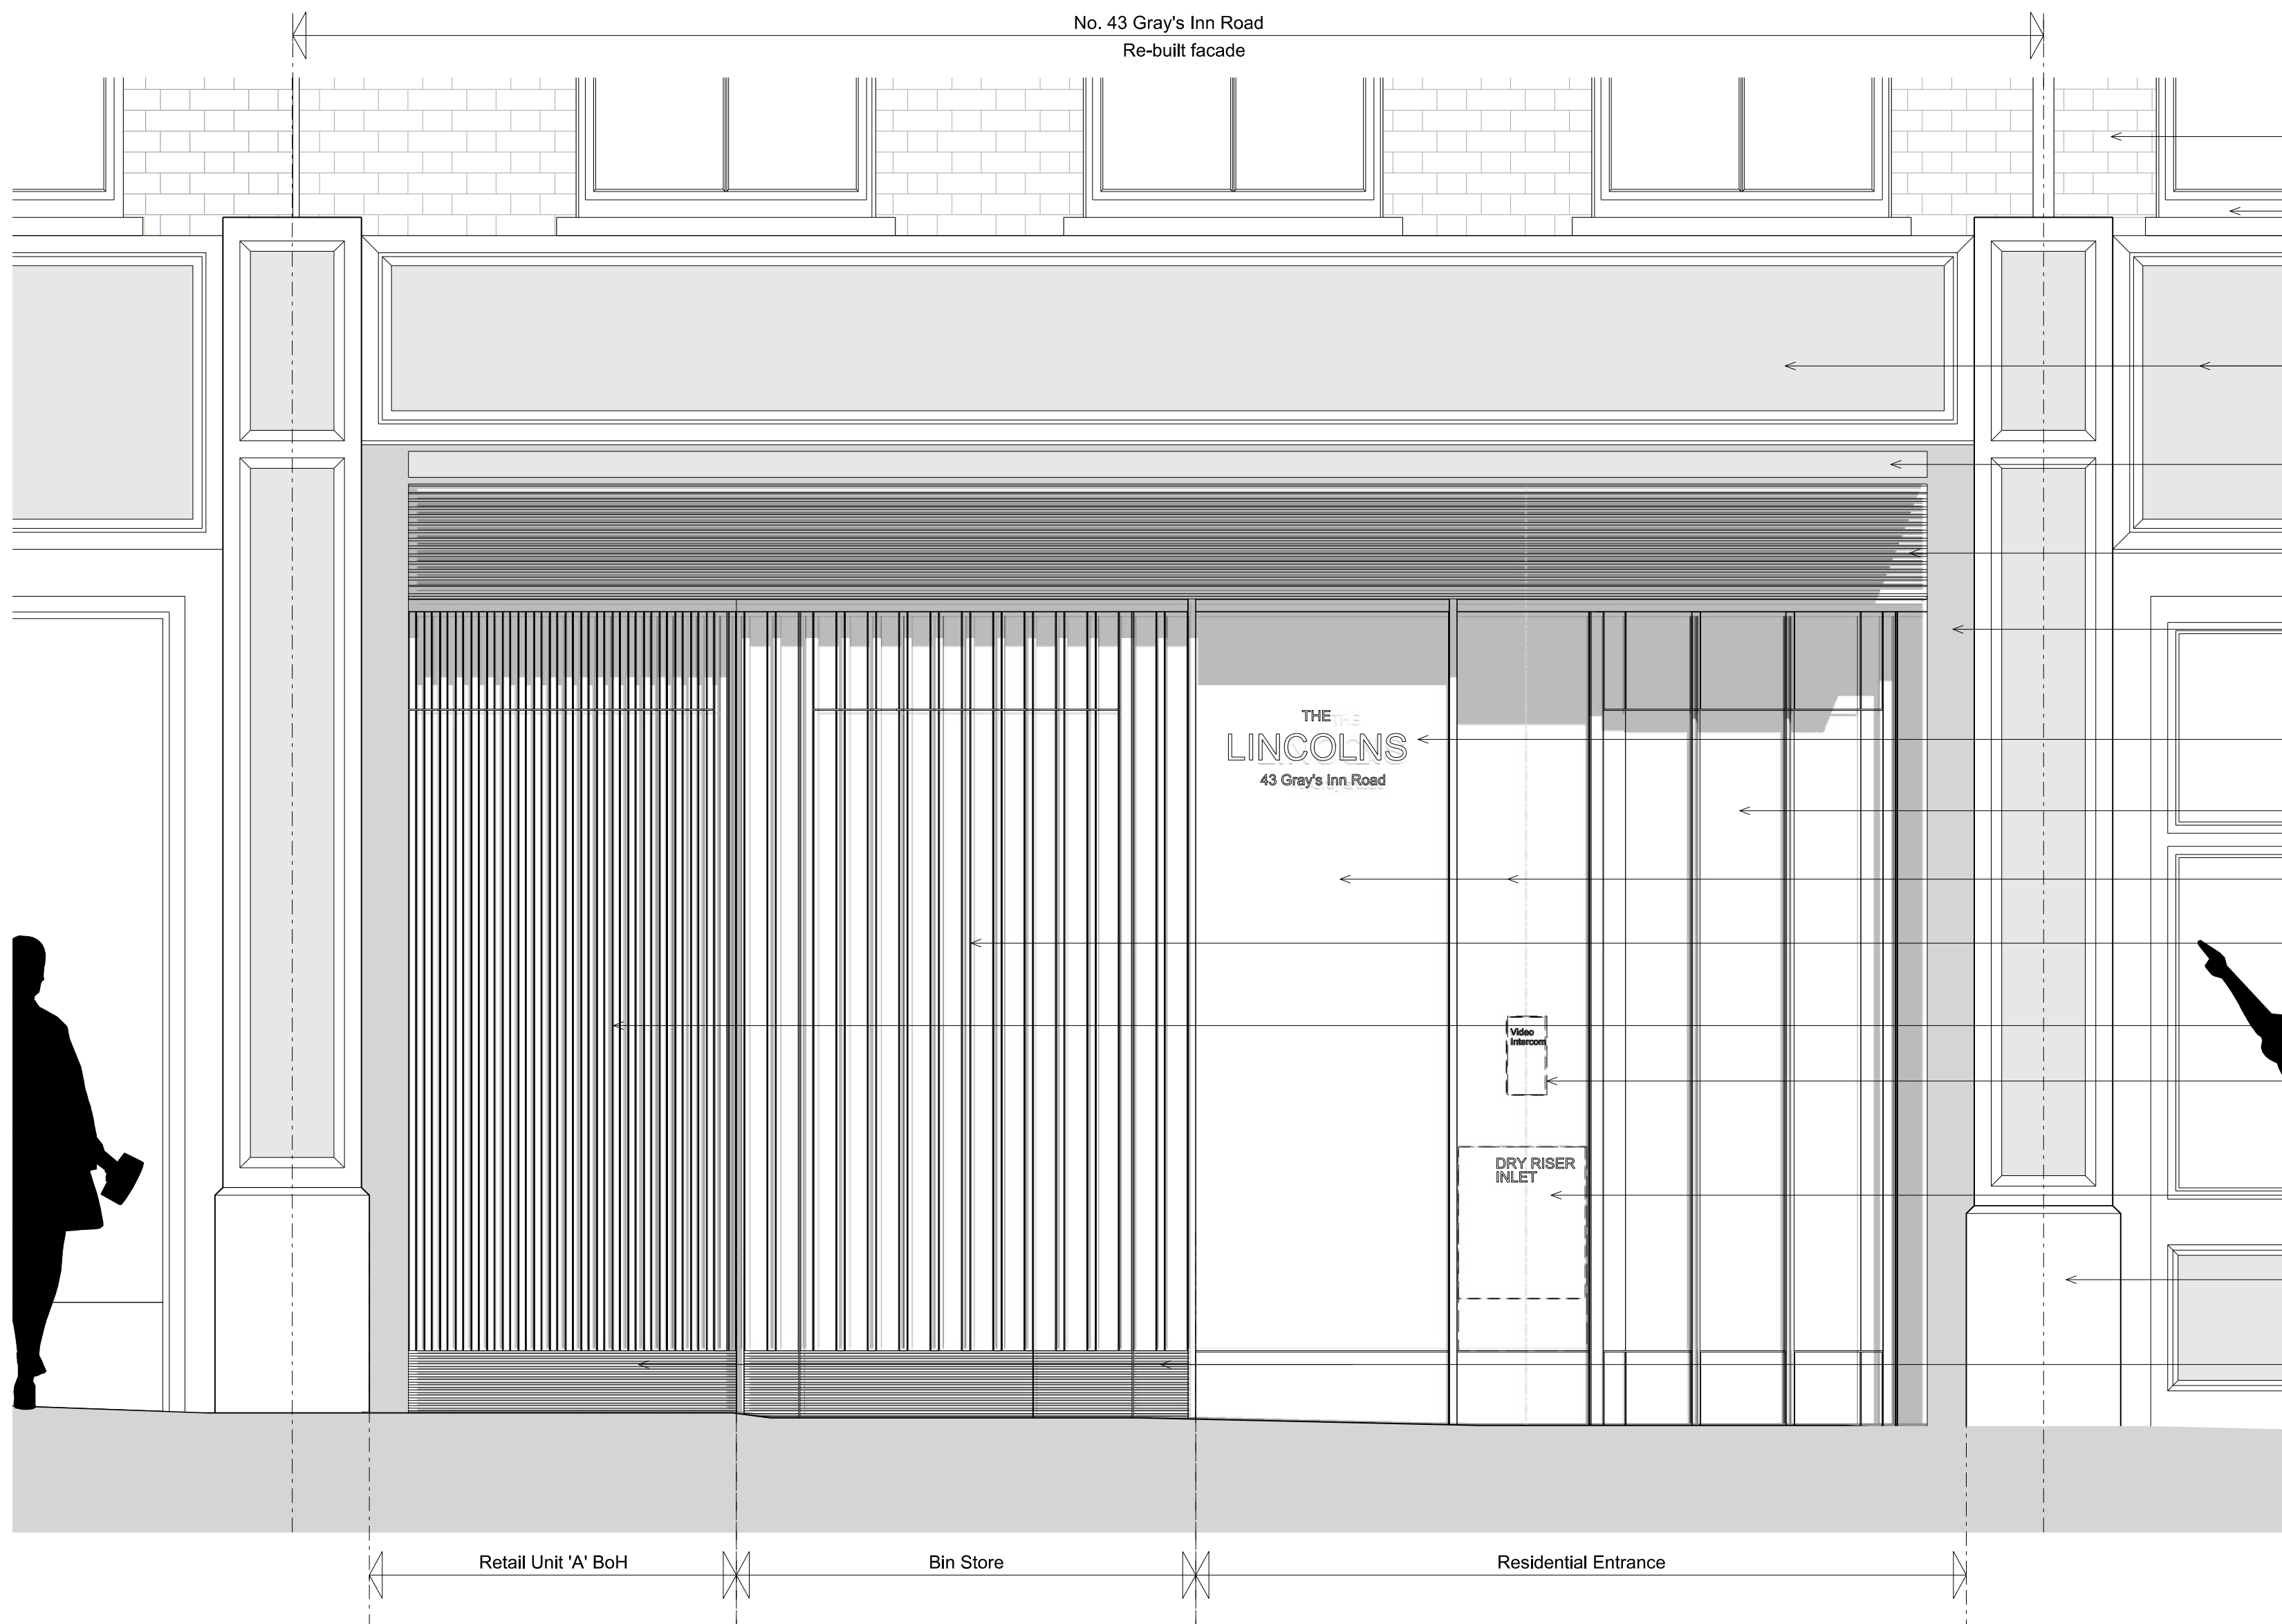 No. 43 Gray's Inn Road
Re-built facade
THE
LINCOLNS
43 Gray's Inn Road
Video
Intercom
DRY RISER
INLET
Retail Unit 'A' BoH
Bin Store
Residential Entrance